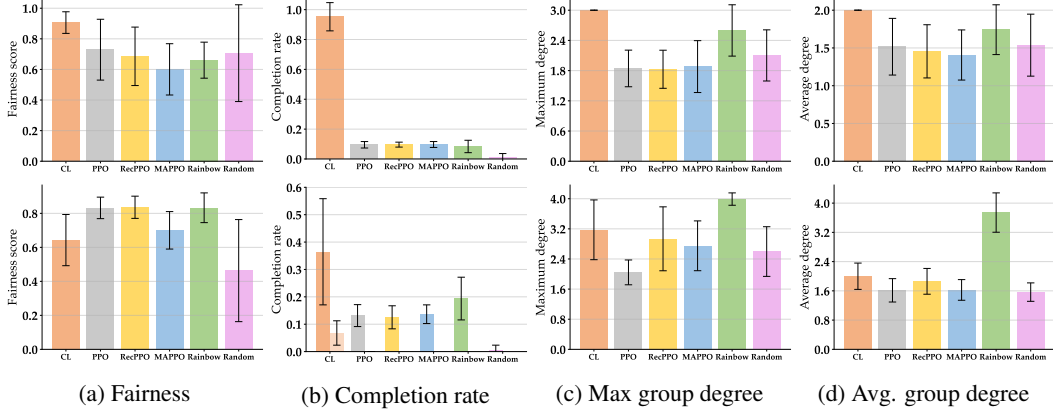 Fairness score
1.0
0.8
0.6
0.4
0.2
0.0
CL PPO RecPPO MAPPO Rainbow Random
Completion rate
1.0
0.8
0.6
0.4
0.2
0.0
CL PPO RecPPO MAPPO Rainbow Random
Maximum degree
3.0
2.4
1.8
1.2
0.6
0.0
CL PPO RecPPO MAPPO Rainbow Random
Average degree
2.0
1.5
1.0
0.5
0.0
CL PPO RecPPO MAPPO Rainbow Random
Fairness score
0.8
0.6
0.4
0.2
0.0
CL PPO RecPPO MAPPO Rainbow Random
Completion rate
0.6
0.5
0.4
0.3
0.2
0.1
0.0
CL PPO RecPPO MAPPO Rainbow Random
Maximum degree
4.0
3.2
2.4
1.6
0.8
0.0
CL PPO RecPPO MAPPO Rainbow Random
Average degree
4.0
3.2
2.4
1.6
0.8
0.0
CL PPO RecPPO MAPPO Rainbow Random
(a) Fairness
(b) Completion rate
(c) Max group degree
(d) Avg. group degree